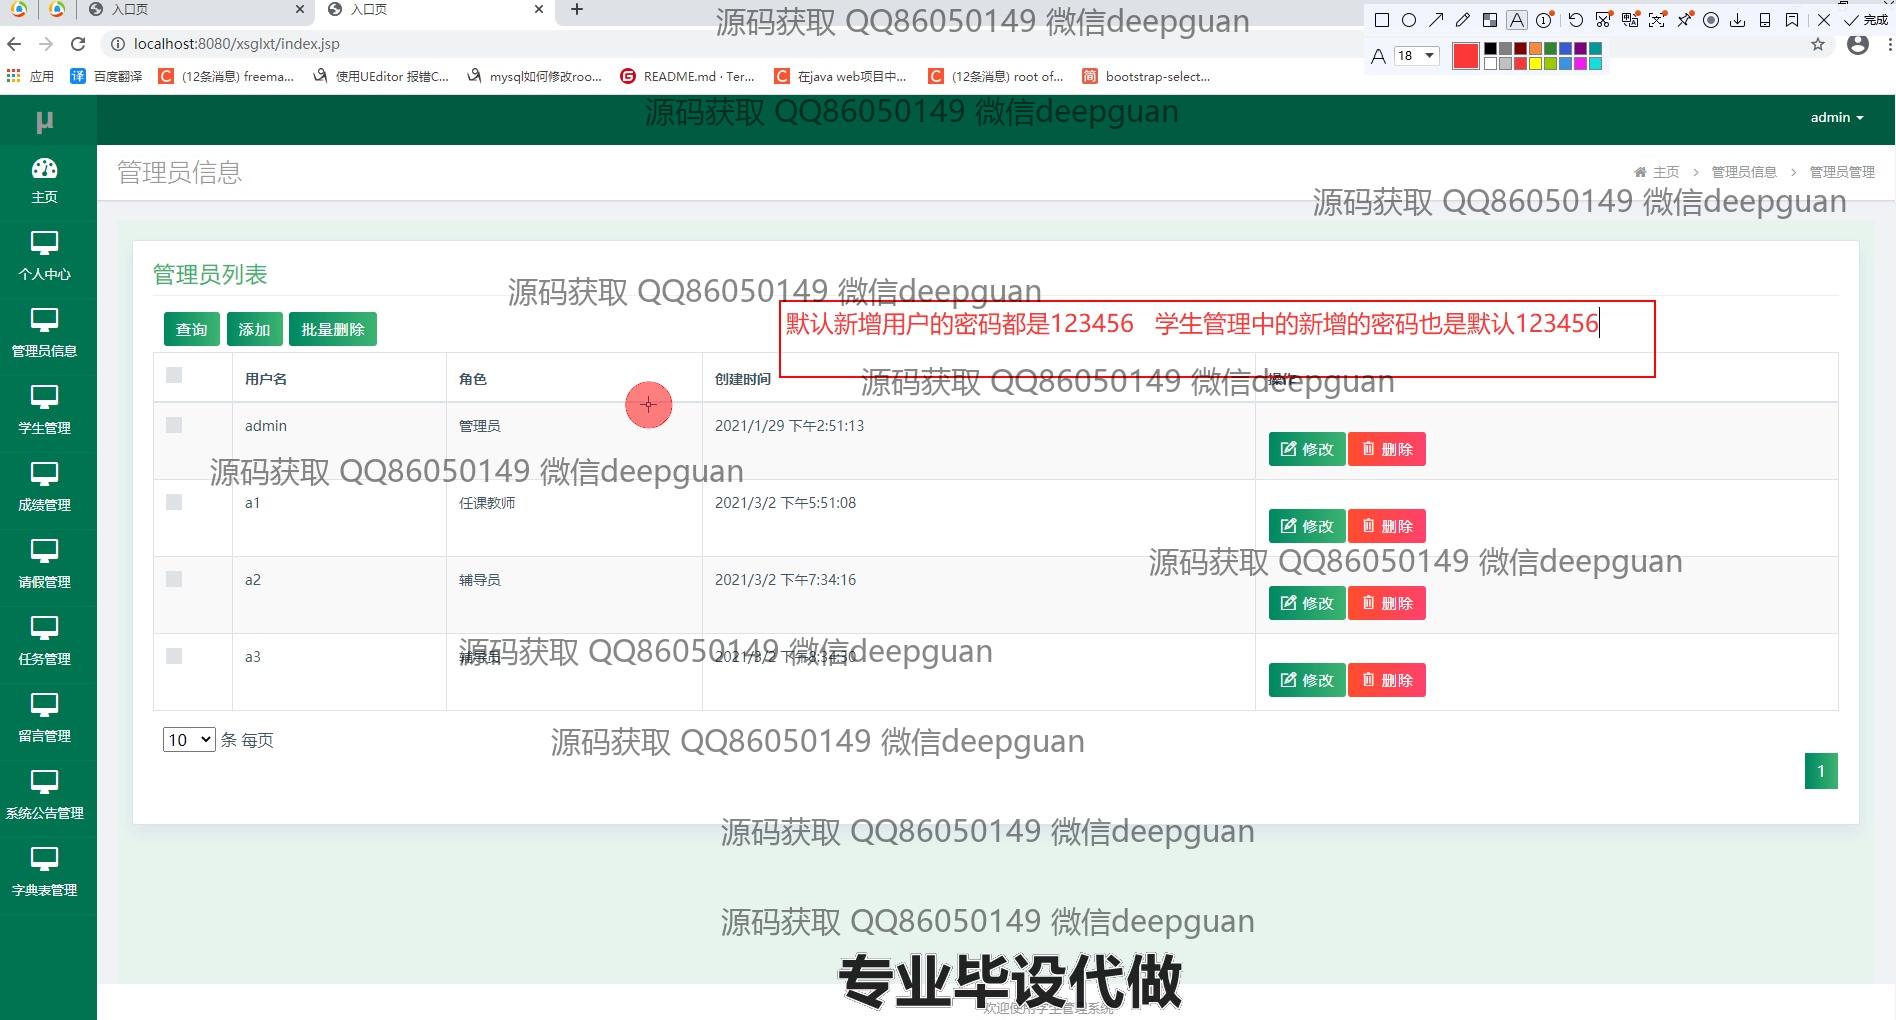 入口页
入口页
源码获取 QQ86050149 微信deepguan
完成
localhost:8080/xsglxt/index.jsp
18
应用
百度翻译
(12条消息) freema...
使用UEditor 报错C...
mysql如何修改roo...
README.md · Ter...
在java web项目中...
(12条消息) root of...
bootstrap-select...
源码获取 QQ86050149 微信deepguan
μ
admin
管理员信息
主页 > 管理员信息 > 管理员管理
源码获取 QQ86050149 微信deepguan
主页
个人中心
管理员信息
学生管理
成绩管理
请假管理
任务管理
留言管理
系统公告管理
字典表管理
管理员列表
源码获取 QQ86050149 微信deepguan
查询
添加
批量删除
默认新增用户的密码都是123456 学生管理中的新增的密码也是默认123456
用户名
角色
创建时间
操作
源码获取 QQ86050149 微信deepguan
admin
管理员
2021/1/29 下午2:51:13
修改
删除
源码获取 QQ86050149 微信deepguan
a1
任课教师
2021/3/2 下午5:51:08
修改
删除
源码获取 QQ86050149 微信deepguan
a2
辅导员
2021/3/2 下午7:34:16
修改
删除
a3
源码获取 QQ86050149 微信deepguan
修改
删除
10 条 每页
源码获取 QQ86050149 微信deepguan
1
源码获取 QQ86050149 微信deepguan
源码获取 QQ86050149 微信deepguan
专业毕设代做
欢迎使用学生管理系统